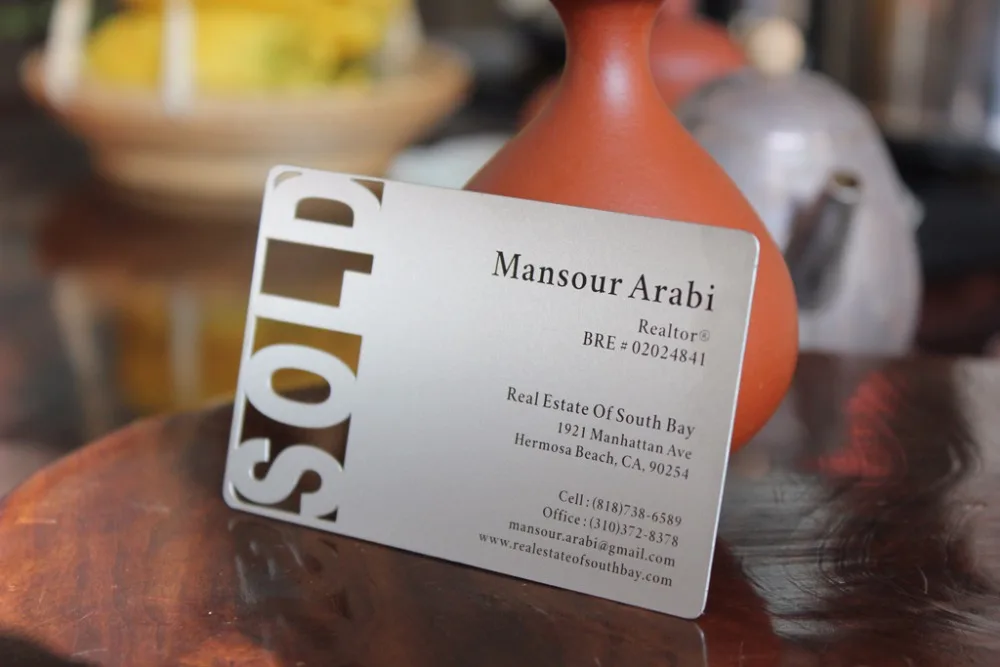 SOLD
Mansour Arabi
Realtor®
BRE # 02024841
Real Estate Of South Bay
1921 Manhattan Ave
Hermosa Beach, CA, 90254
Cell : (818)738-6589
Office : (310)372-8378
mansour.arabi@gmail.com
www.realestateofsouthbay.com